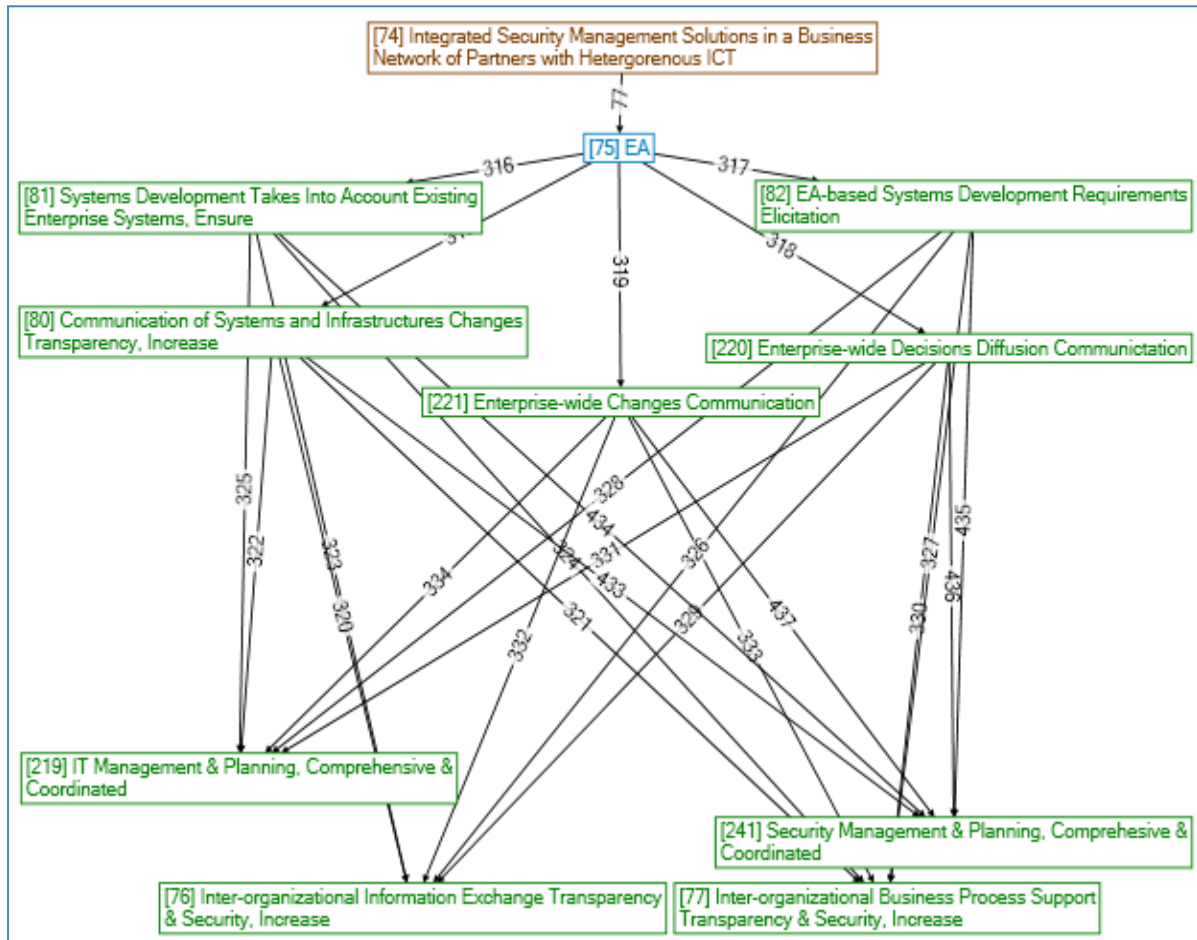 [74] Integrated Security Management Solutions in a Business
Network of Partners with Hetergorenous ICT
77
[75] EA
316
317
[81] Systems Development Takes Into Account Existing
Enterprise Systems, Ensure
[82] EA-based Systems Development Requirements
Elicitation
318
319
[80] Communication of Systems and Infrastructures Changes
Transparency, Increase
[220] Enterprise-wide Decisions Diffusion Communictation
[221] Enterprise-wide Changes Communication
325
328
435
434
322
323
324
331
326
327
334
433
436
320
321
329
330
437
332
333
[219] IT Management & Planning, Comprehensive &
Coordinated
[241] Security Management & Planning, Comprehesive &
Coordinated
[76] Inter-organizational Information Exchange Transparency
& Security, Increase
[77] Inter-organizational Business Process Support
Transparency & Security, Increase